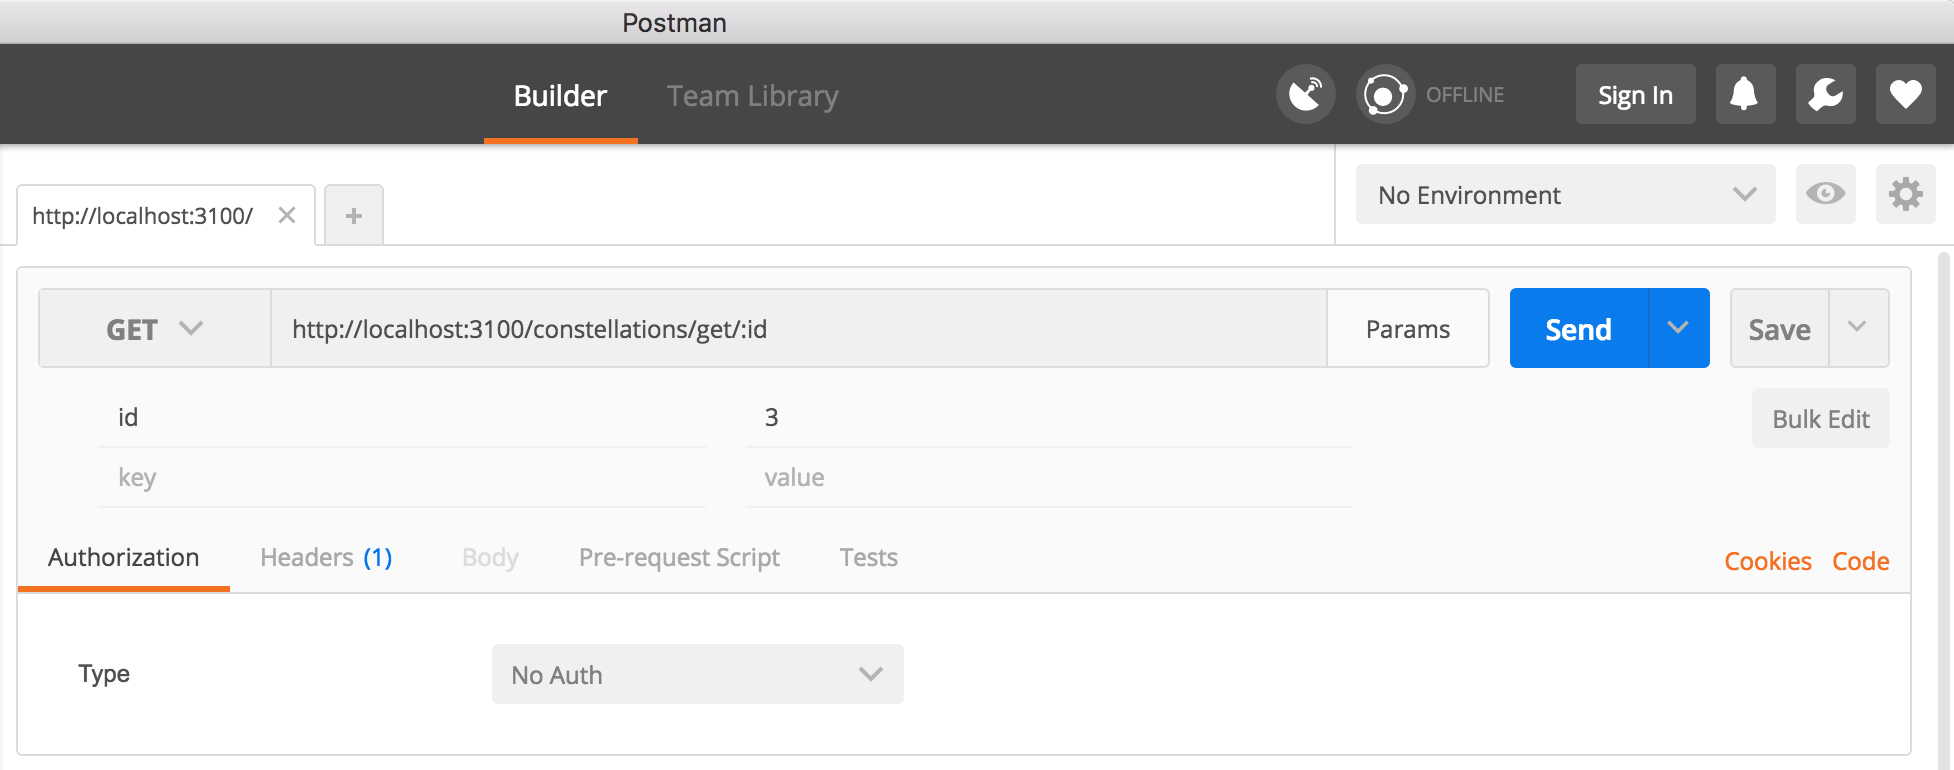 Postman
Builder Team Library OFFLINE Sign In
http://localhost:3100/ No Environment
GET http://localhost:3100/constellations/get/:id Params Send Save
id 3 Bulk Edit
key value
Authorization Headers (1) Body Pre-request Script Tests Cookies Code
Type No Auth